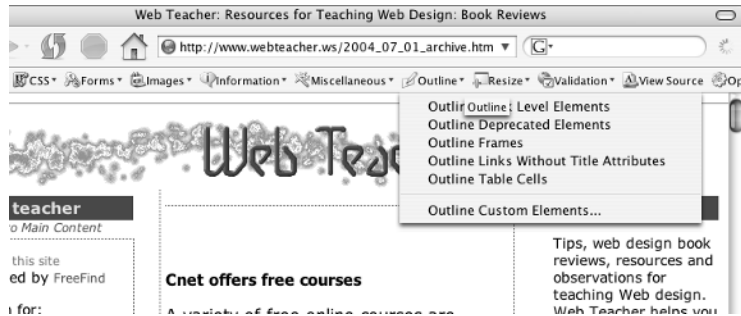 Web Teacher: Resources for Teaching Web Design: Book Reviews
http://www.webteacher.ws/2004_07_01_archive.htm G
CSS Forms Images Information Miscellaneous Outline Resize Validation View Source Op
Outline Level Elements
Outline Deprecated Elements
Outline Frames
Outline Links Without Title Attributes
Outline Table Cells
Outline Custom Elements...
Web Teac
teacher
o Main Content
this site
ed by FreeFind
n for:
Cnet offers free courses
A variety of free online courses are
Tips, web design book
reviews, resources and
observations for
teaching Web design.
Web Teacher helps you